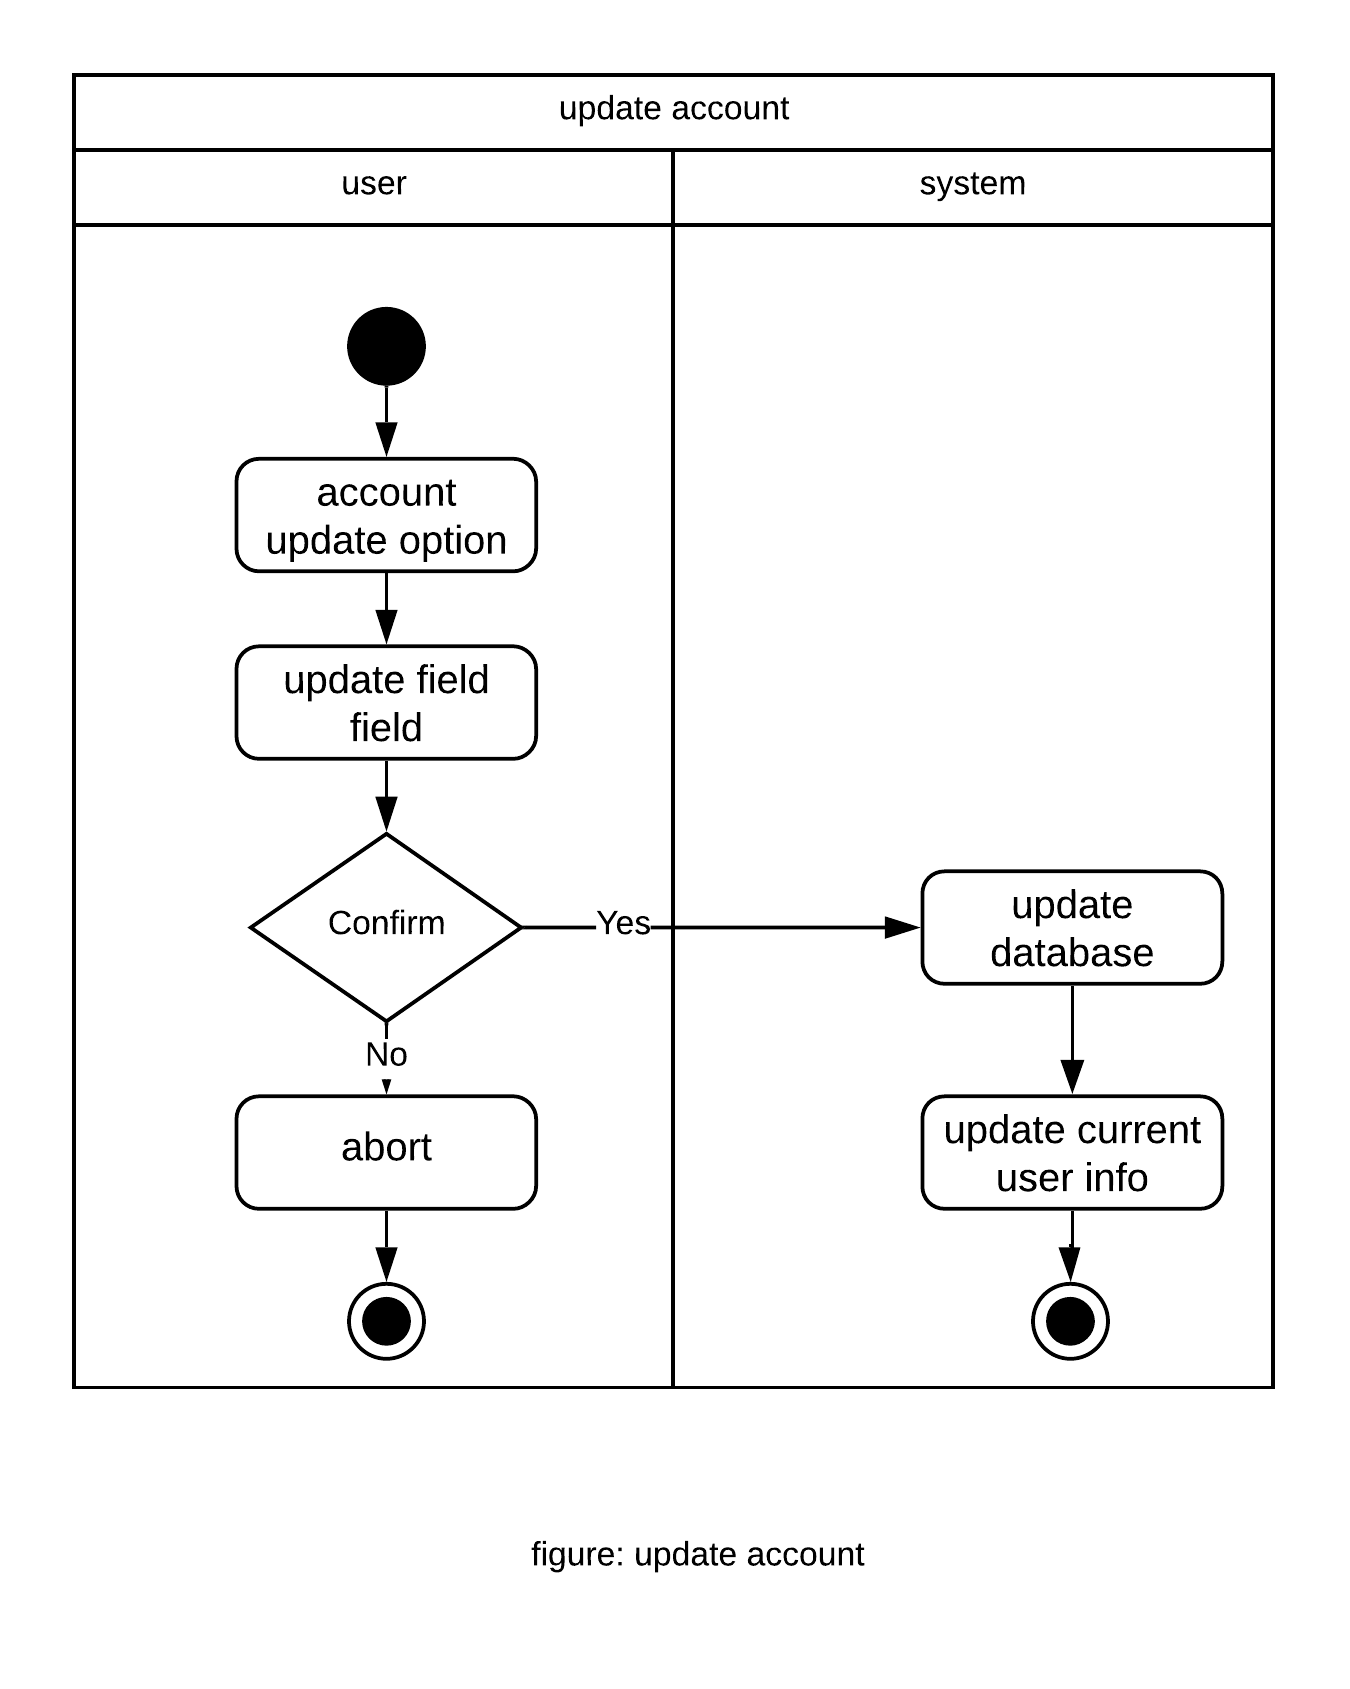 update account
user
system
account
update option
update field
field
Confirm
Yes
update
database
No
abort
update current
user info
figure: update account